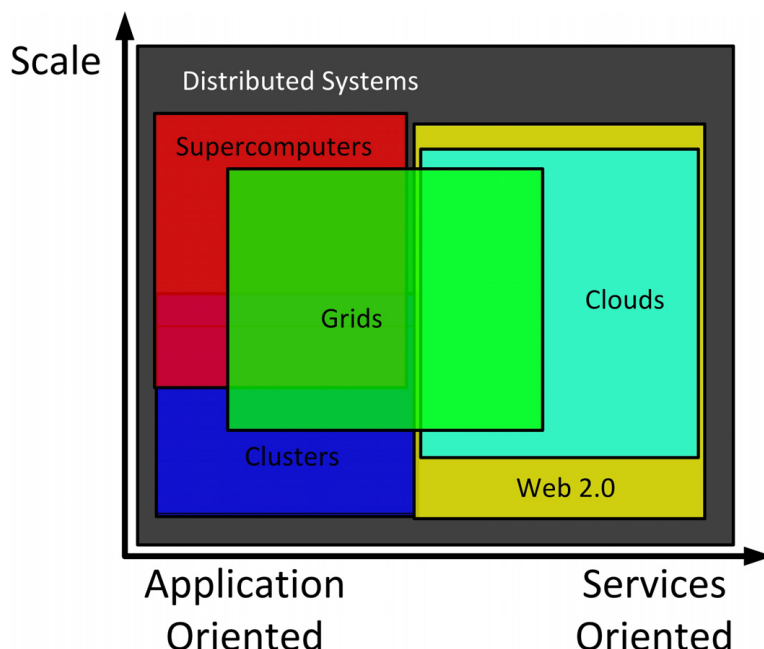 Scale
Distributed Systems
Supercomputers
Grids
Clouds
Clusters
Web 2.0
Application
Oriented
Services
Oriented